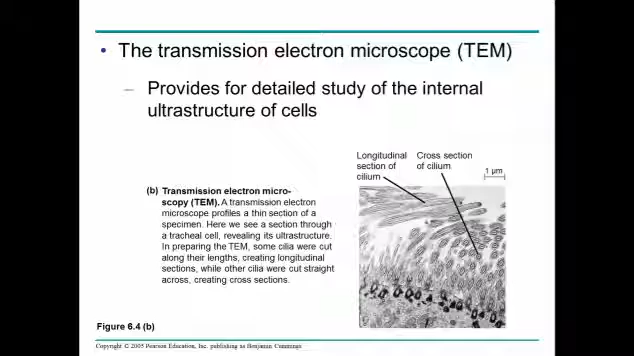 • The transmission electron microscope (TEM)
– Provides for detailed study of the internal
ultrastructure of cells
Longitudinal
section of
cilium
Cross section
of cilium
1 µm
(b) Transmission electron micro-
scopy (TEM). A transmission electron
microscope profiles a thin section of a
specimen. Here we see a section through
a tracheal cell, revealing its ultrastructure.
In preparing the TEM, some cilia were cut
along their lengths, creating longitudinal
sections, while other cilia were cut straight
across, creating cross sections.
Figure 6.4 (b)
Copyright © 2005 Pearson Education, Inc. publishing as Benjamin Cummings